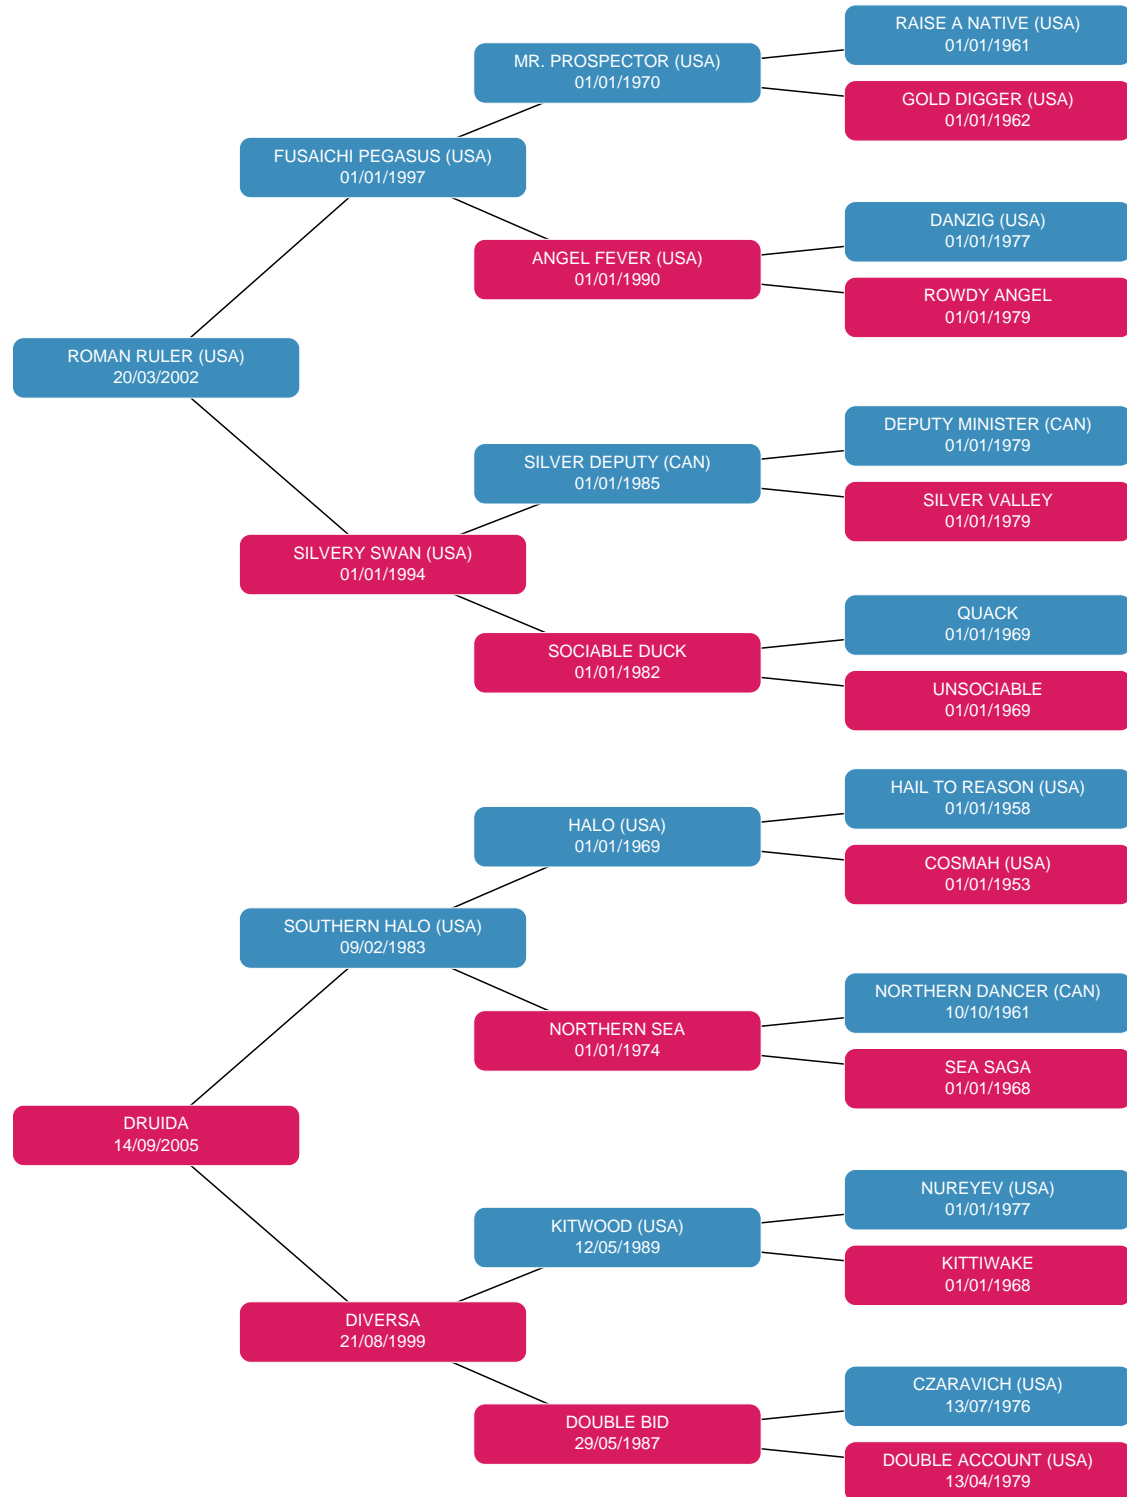 RAISE A NATIVE (USA)
01/01/1961
MR. PROSPECTOR (USA)
01/01/1970
GOLD DIGGER (USA)
01/01/1962
FUSAICHI PEGASUS (USA)
01/01/1997
DANZIG (USA)
01/01/1977
ANGEL FEVER (USA)
01/01/1990
ROWDY ANGEL
01/01/1979
ROMAN RULER (USA)
20/03/2002
DEPUTY MINISTER (CAN)
01/01/1979
SILVER DEPUTY (CAN)
01/01/1985
SILVER VALLEY
01/01/1979
SILVERY SWAN (USA)
01/01/1994
QUACK
01/01/1969
SOCIABLE DUCK
01/01/1982
UNSOCIABLE
01/01/1969
HAIL TO REASON (USA)
01/01/1958
HALO (USA)
01/01/1969
COSMAH (USA)
01/01/1953
SOUTHERN HALO (USA)
09/02/1983
NORTHERN DANCER (CAN)
10/10/1961
NORTHERN SEA
01/01/1974
SEA SAGA
01/01/1968
DRUIDA
14/09/2005
NUREYEV (USA)
01/01/1977
KITWOOD (USA)
12/05/1989
KITTIWAKE
01/01/1968
DIVERSA
21/08/1999
CZARAVICH (USA)
13/07/1976
DOUBLE BID
29/05/1987
DOUBLE ACCOUNT (USA)
13/04/1979